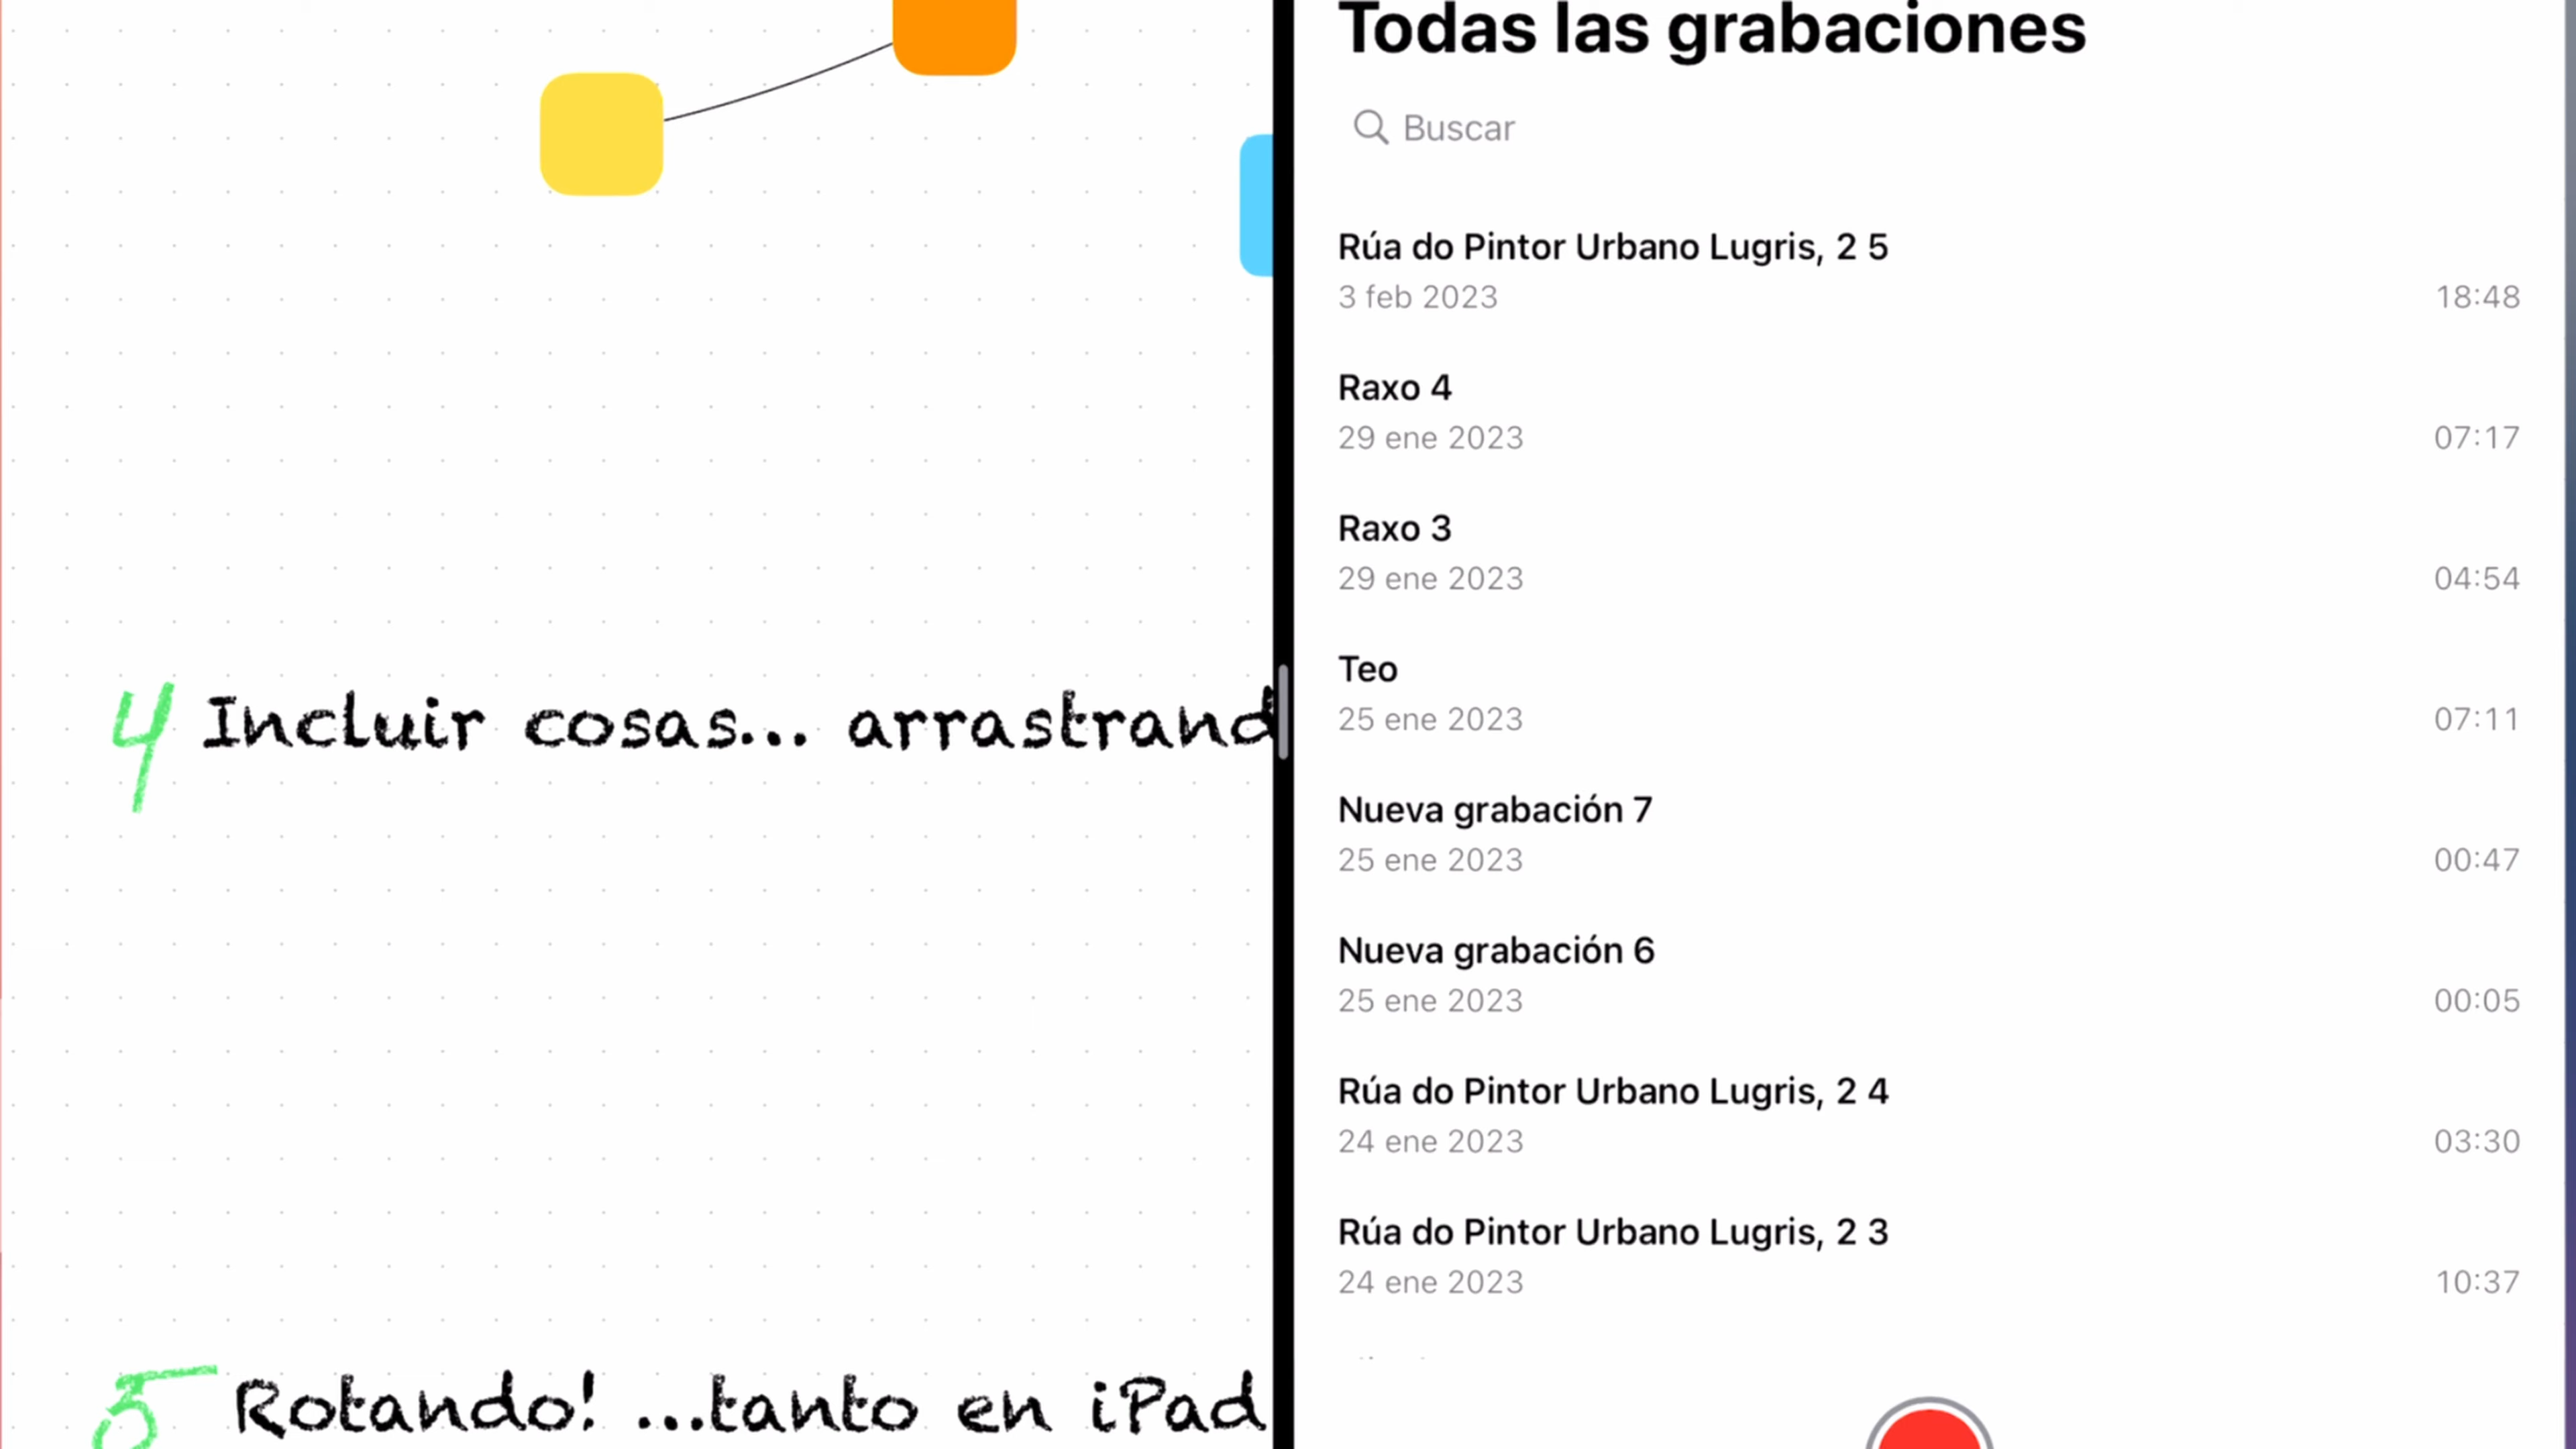 4 Incluir cosas... arrastrand
5 Rotando! ...tanto en iPad
Todas las grabaciones
Buscar
Rúa do Pintor Urbano Lugris, 2 5
3 feb 2023 18:48
Raxo 4
29 ene 2023 07:17
Raxo 3
29 ene 2023 04:54
Teo
25 ene 2023 07:11
Nueva grabación 7
25 ene 2023 00:47
Nueva grabación 6
25 ene 2023 00:05
Rúa do Pintor Urbano Lugris, 2 4
24 ene 2023 03:30
Rúa do Pintor Urbano Lugris, 2 3
24 ene 2023 10:37